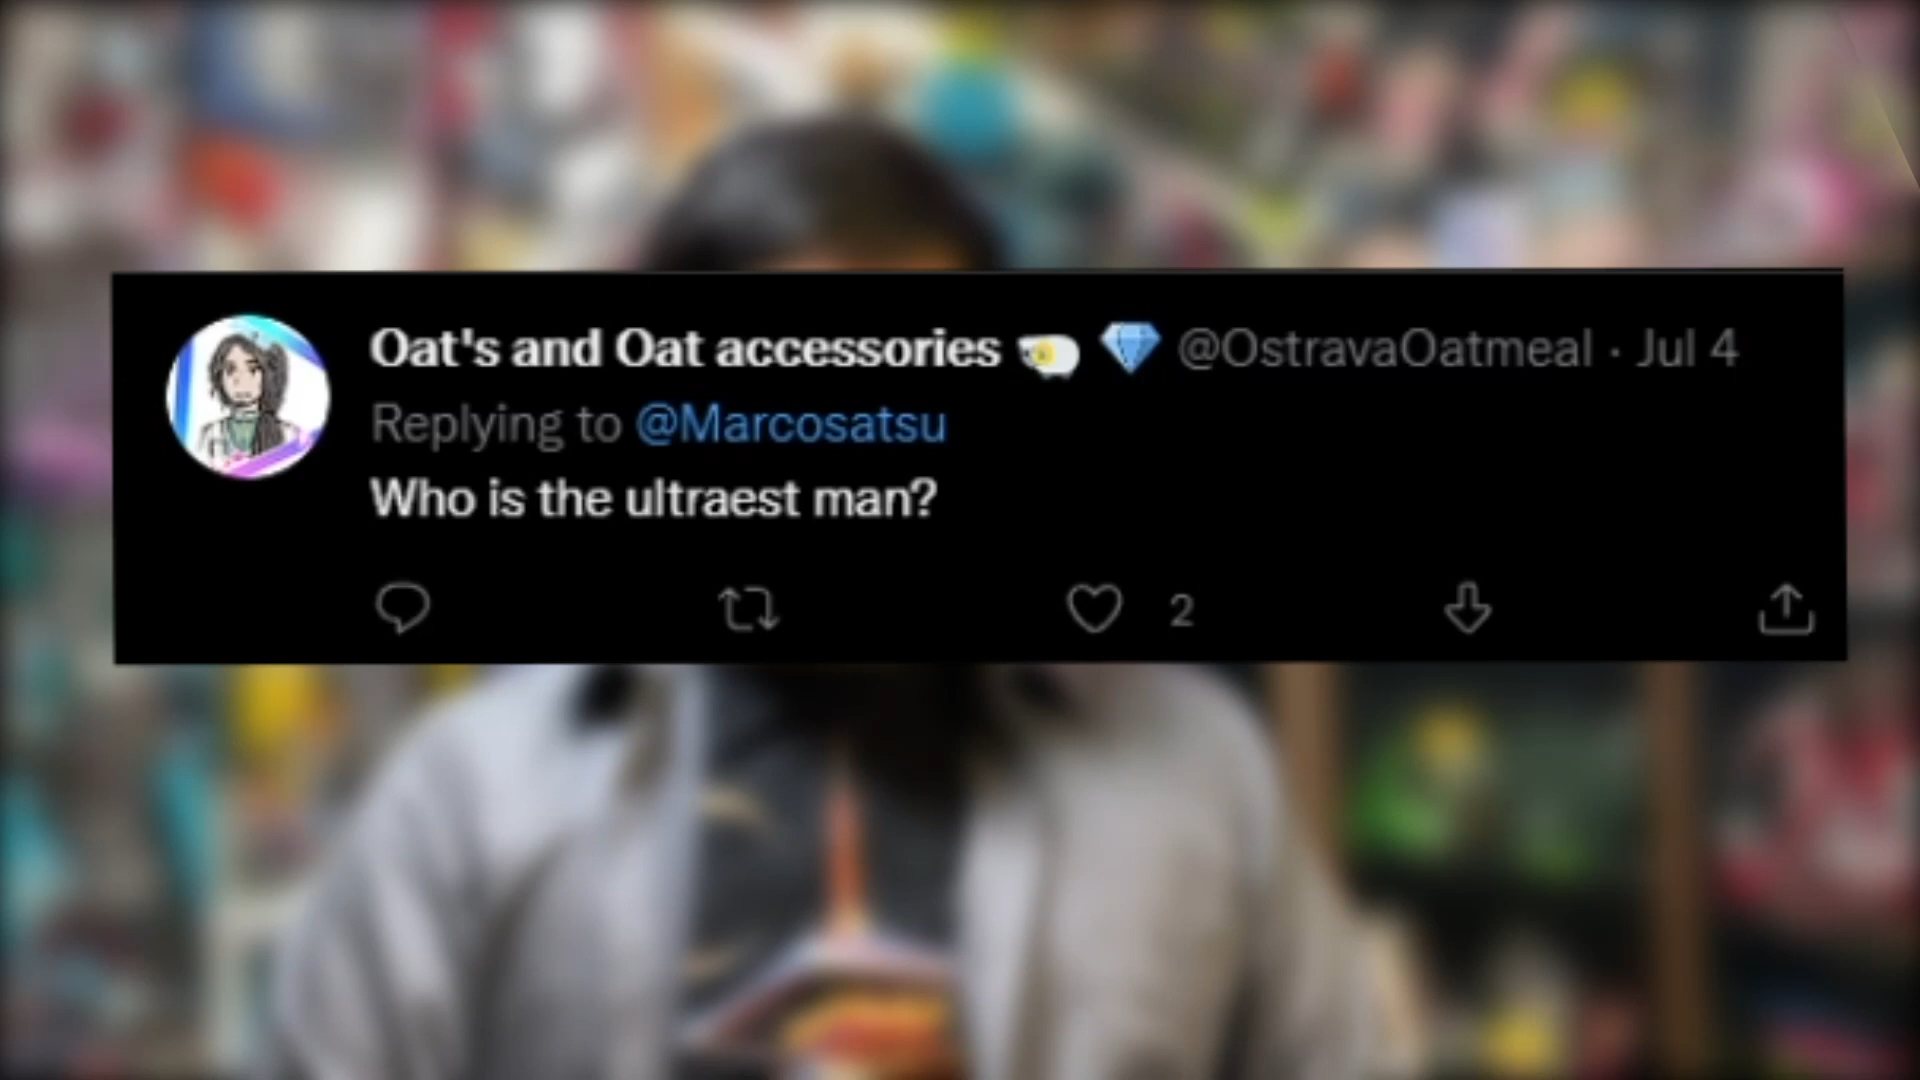 Oat's and Oat accessories @OstravaOatmeal · Jul 4
Replying to @Marcosatsu
Who is the ultraest man?
2